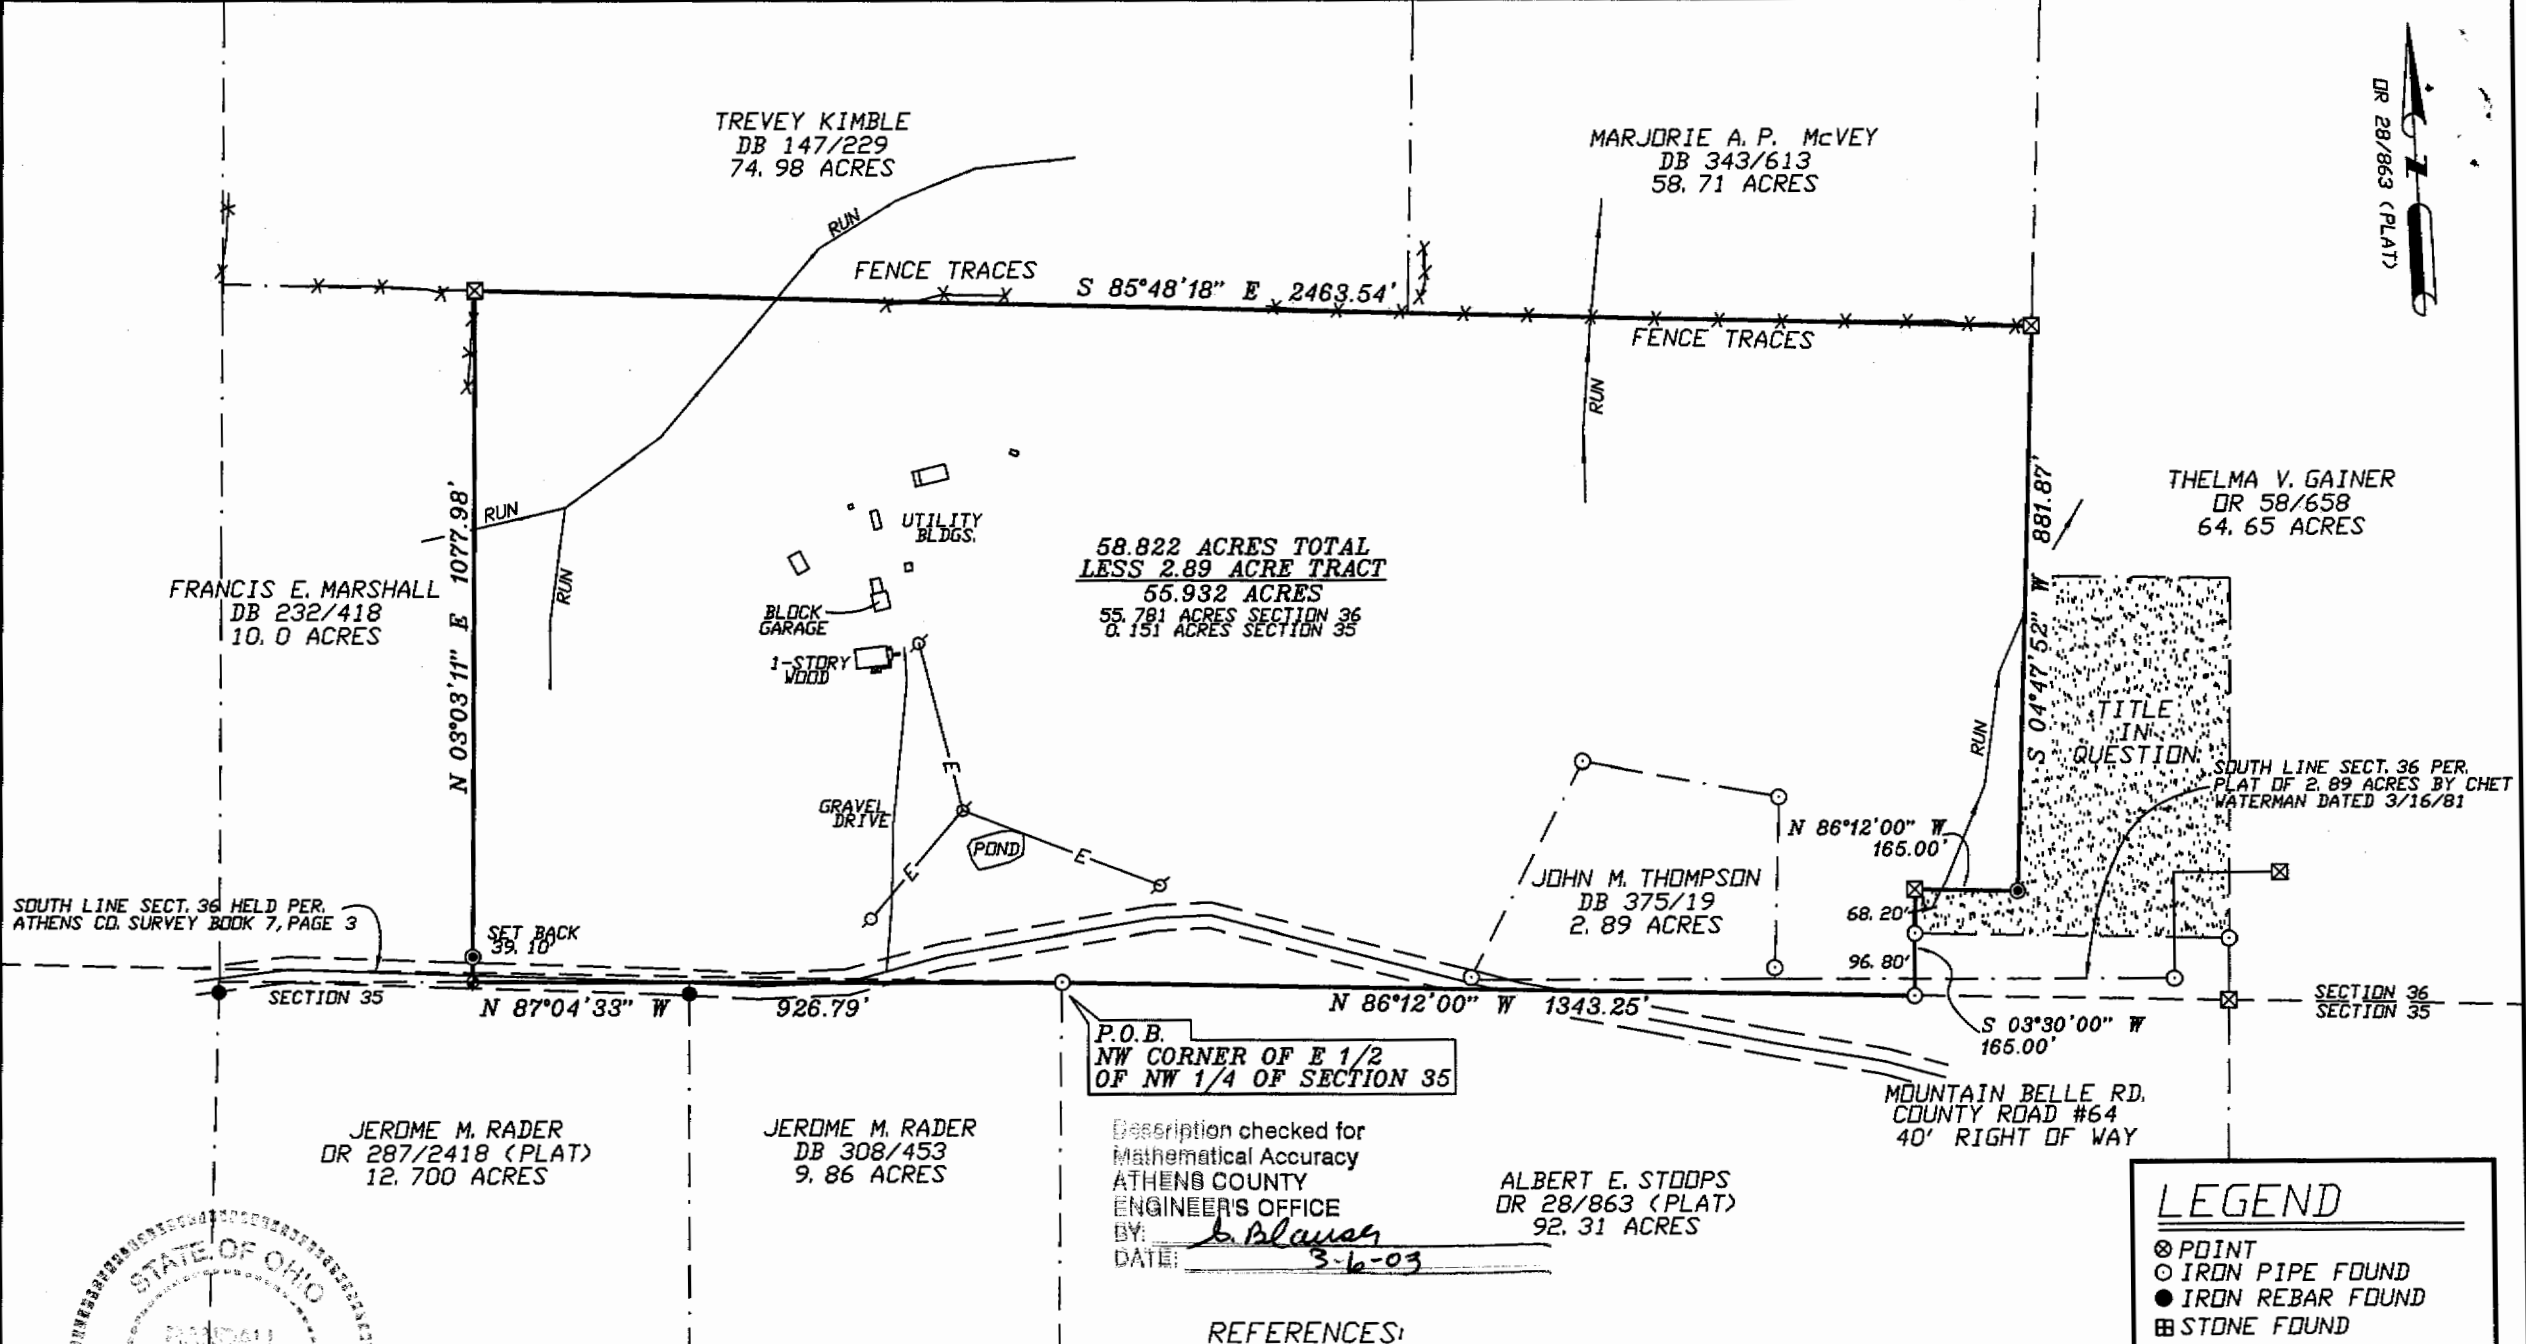 TREVEY KIMBLE
DB 147/229
74.98 ACRES
MARJORIE A. P. McVEY
DB 343/613
58.71 ACRES
OR 28/863 (PLAT)
N
RUN
FENCE TRACES
S 85°48'18" E 2463.54'
FENCE TRACES
RUN
THELMA V. GAINER
OR 58/658
64.65 ACRES
881.87'
S 04°47'52" W
RUN
RUN
N 03°03'11" E 1077.98'
FRANCIS E. MARSHALL
DB 232/418
10.0 ACRES
UTILITY
BLDGS.
BLOCK
GARAGE
1-STORY
WOOD
58.822 ACRES TOTAL
LESS 2.89 ACRE TRACT
55.932 ACRES
55.781 ACRES SECTION 36
0.151 ACRES SECTION 35
TITLE
IN
QUESTION
RUN
SOUTH LINE SECT. 36 PER.
PLAT OF 2.89 ACRES BY CHET
WATERMAN DATED 3/16/81
GRAVEL
DRIVE
E
E
E
POND
N 86°12'00" W
165.00'
JOHN M. THOMPSON
DB 375/19
2.89 ACRES
68.20'
96.80'
SOUTH LINE SECT. 36 HELD PER.
ATHENS CO. SURVEY BOOK 7, PAGE 3
SET BACK
39.10'
SECTION 35
N 87°04'33" W 926.79'
N 86°12'00" W 1343.25'
SECTION 36
SECTION 35
S 03°30'00" W
165.00'
P.O.B.
NW CORNER OF E 1/2
OF NW 1/4 OF SECTION 35
MOUNTAIN BELLE RD.
COUNTY ROAD #64
40' RIGHT OF WAY
JEROME M. RADER
OR 287/2418 (PLAT)
12.700 ACRES
JEROME M. RADER
DB 308/453
9.86 ACRES
Description checked for
Mathematical Accuracy
ATHENS COUNTY
ENGINEER'S OFFICE
BY: Blauser
DATE: 3-6-03
ALBERT E. STOOPS
OR 28/863 (PLAT)
92.31 ACRES
STATE OF OHIO
REFERENCES:
LEGEND
POINT
IRON PIPE FOUND
IRON REBAR FOUND
STONE FOUND